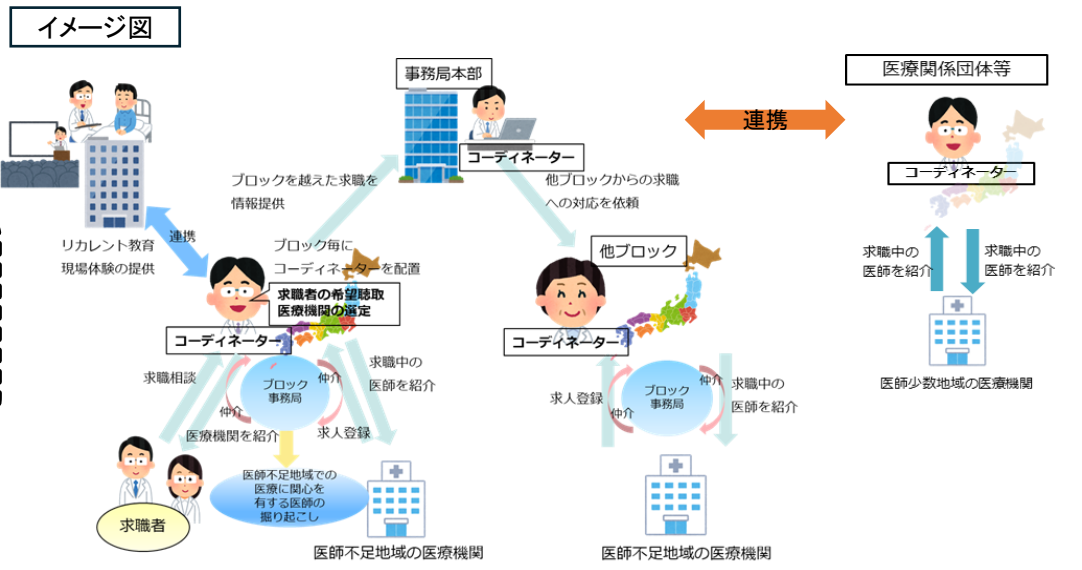 イメージ図
事務局本部
コーディネーター
連携
医療関係団体等
コーディネーター
求職中の
医師を紹介
求職中の
医師を紹介
医師少数地域の医療機関
リカレント教育
現場体験の提供
連携
ブロックを越えた求職を
情報提供
他ブロックからの求職
への対応を依頼
ブロック毎に
コーディネーターを配置
求職者の希望聴取
医療機関の選定
コーディネーター
求職相談
医療機関を紹介
ブロック
事務局
仲介
仲介
求人登録
求職中の
医師を紹介
求職者
医師不足地域での
医療に関心を
有する医師の
掘り起こし
医師不足地域の医療機関
他ブロック
コーディネーター
求人登録
ブロック
事務局
仲介
仲介
求職中の
医師を紹介
医師不足地域の医療機関